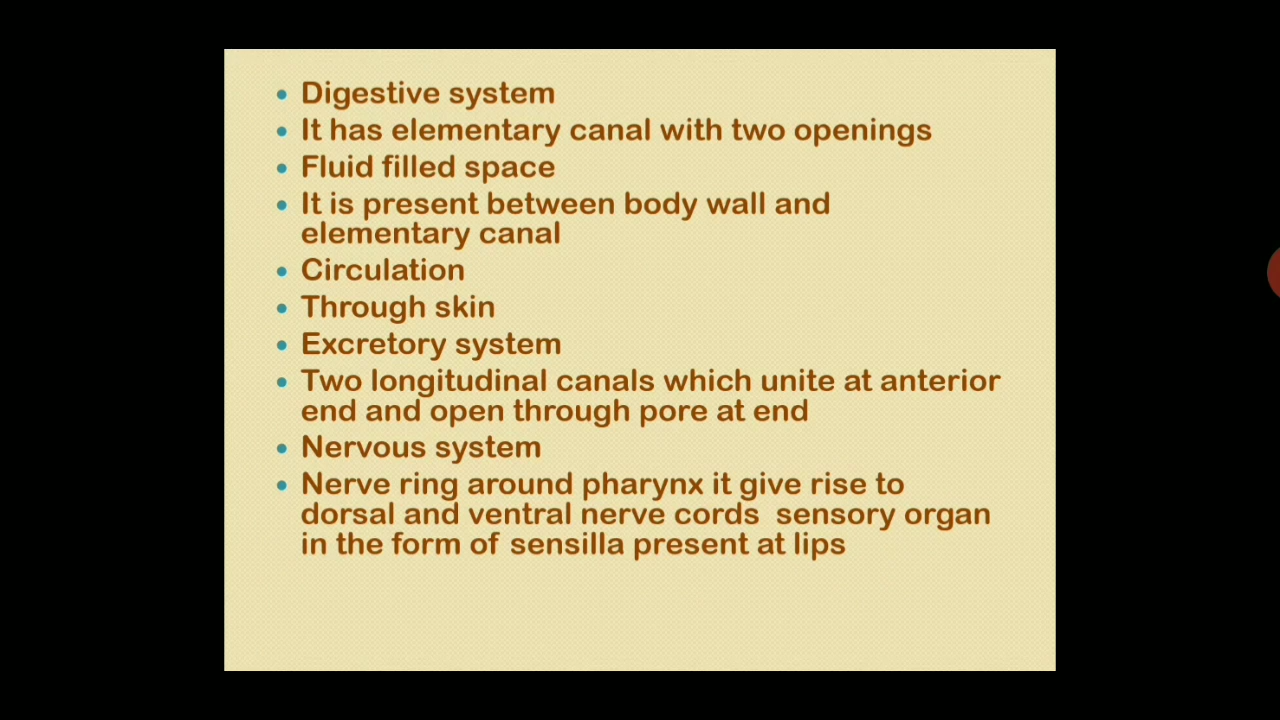 Digestive system
It has elementary canal with two openings
Fluid filled space
It is present between body wall and
elementary canal
Circulation
Through skin
Excretory system
Two longitudinal canals which unite at anterior
end and open through pore at end
Nervous system
Nerve ring around pharynx it give rise to
dorsal and ventral nerve cords  sensory organ
in the form of sensilla present at lips